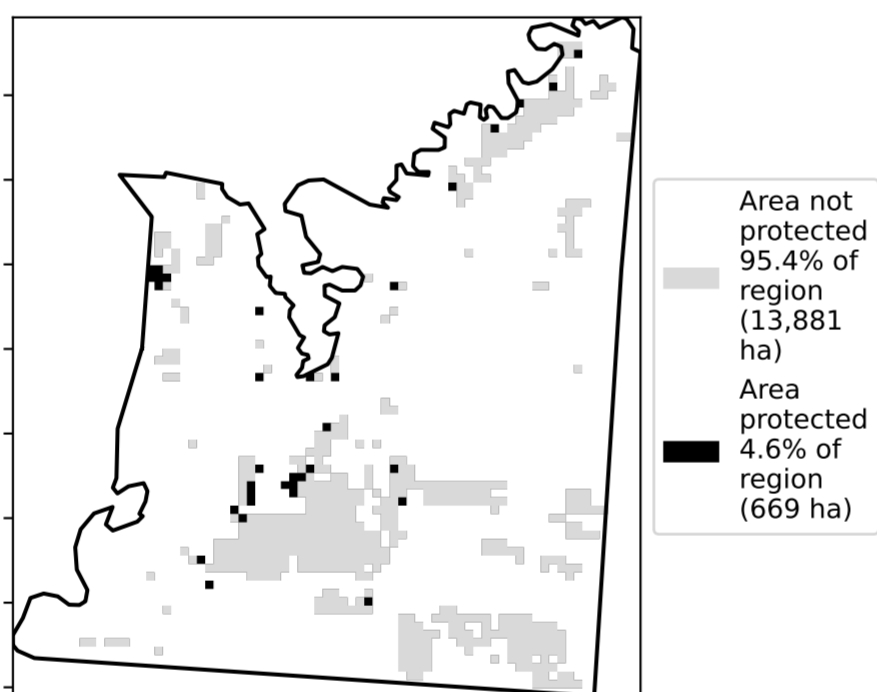 Area not
protected
95.4% of
region
(13,881
ha)
Area
protected
4.6% of
region
(669 ha)